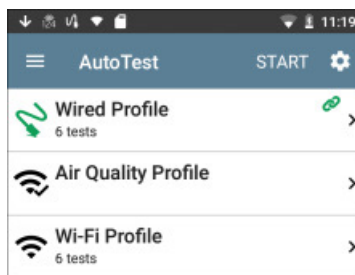 11:19
AutoTest START
Wired Profile
6 tests
Air Quality Profile
Wi-Fi Profile
6 tests